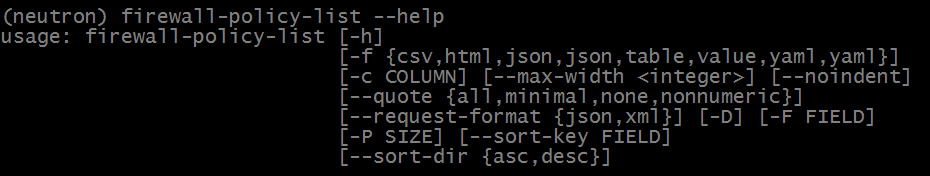 (neutron) firewall-policy-list --help
usage: firewall-policy-list [-h]
[-f {csv,html,json,json,table,value,yaml,yaml}]
[-c COLUMN] [--max-width <integer>] [--noindent]
[--quote {all,minimal,none,nonnumeric}]
[--request-format {json,xml}] [-D] [-F FIELD]
[-P SIZE] [--sort-key FIELD]
[--sort-dir {asc,desc}]